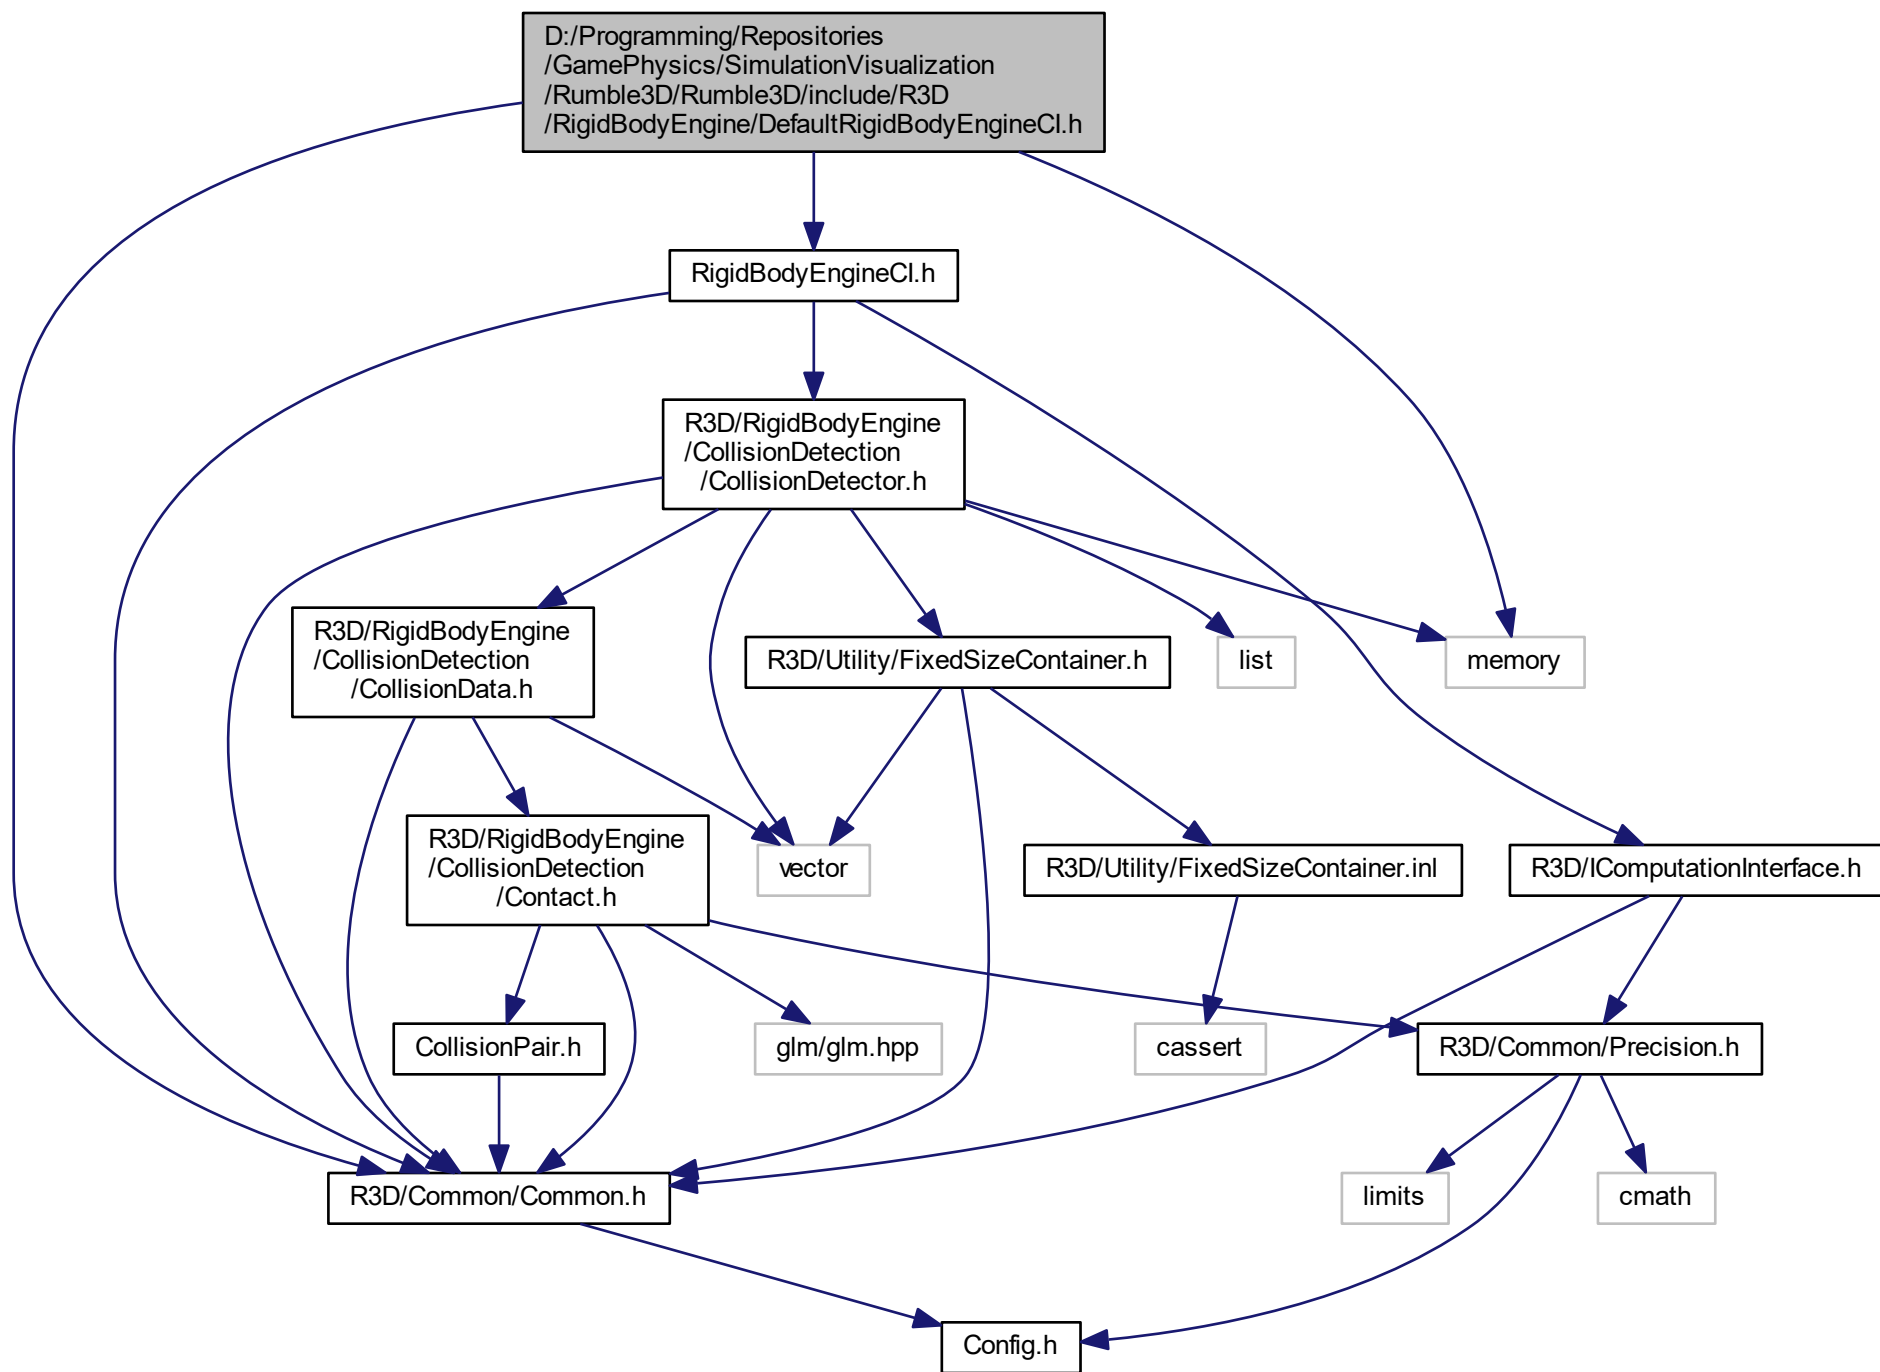 D:/Programming/Repositories
/GamePhysics/SimulationVisualization
/Rumble3D/Rumble3D/include/R3D
/RigidBodyEngine/DefaultRigidBodyEngineCI.h
RigidBodyEngineCI.h
R3D/RigidBodyEngine
/CollisionDetection
/CollisionDetector.h
R3D/RigidBodyEngine
/CollisionDetection
/CollisionData.h
R3D/Utility/FixedSizeContainer.h
list
memory
R3D/RigidBodyEngine
/CollisionDetection
/Contact.h
vector
R3D/Utility/FixedSizeContainer.inl
R3D/IComputationInterface.h
CollisionPair.h
glm/glm.hpp
cassert
R3D/Common/Precision.h
R3D/Common/Common.h
limits
cmath
Config.h